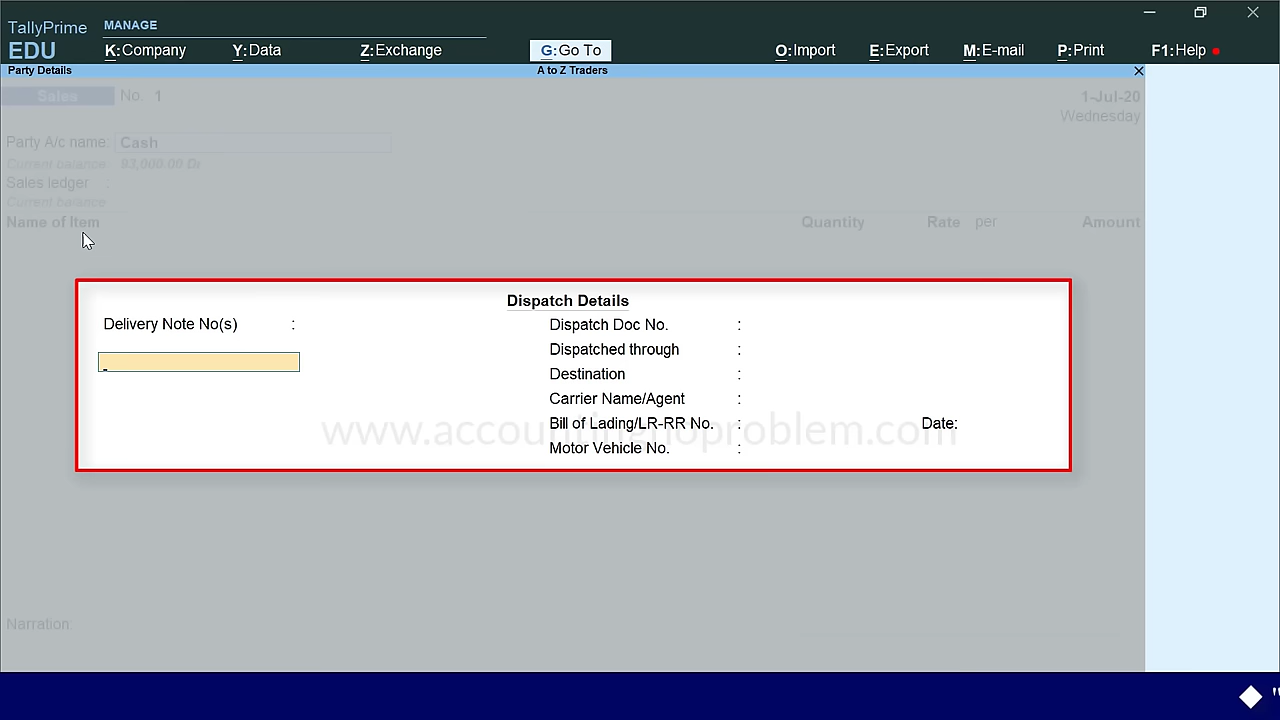 TallyPrime
MANAGE
EDU
K:Company
Y:Data
Z:Exchange
G:Go To
O:Import
E:Export
M:E-mail
P:Print
F1:Help
Party Details
A to Z Traders
Sales
No. 1
1-Jul-20
Wednesday
Party A/c name: Cash
Current balance: 93,000.00 Dr
Sales ledger :
Current balance
Name of Item
Quantity
Rate
per
Amount
Dispatch Details
Delivery Note No(s) :
Dispatch Doc No. :
Dispatched through :
Destination :
Carrier Name/Agent :
Bill of Lading/LR-RR No. :
Date:
Motor Vehicle No. :
www.accountingnoproblem.com
Narration: